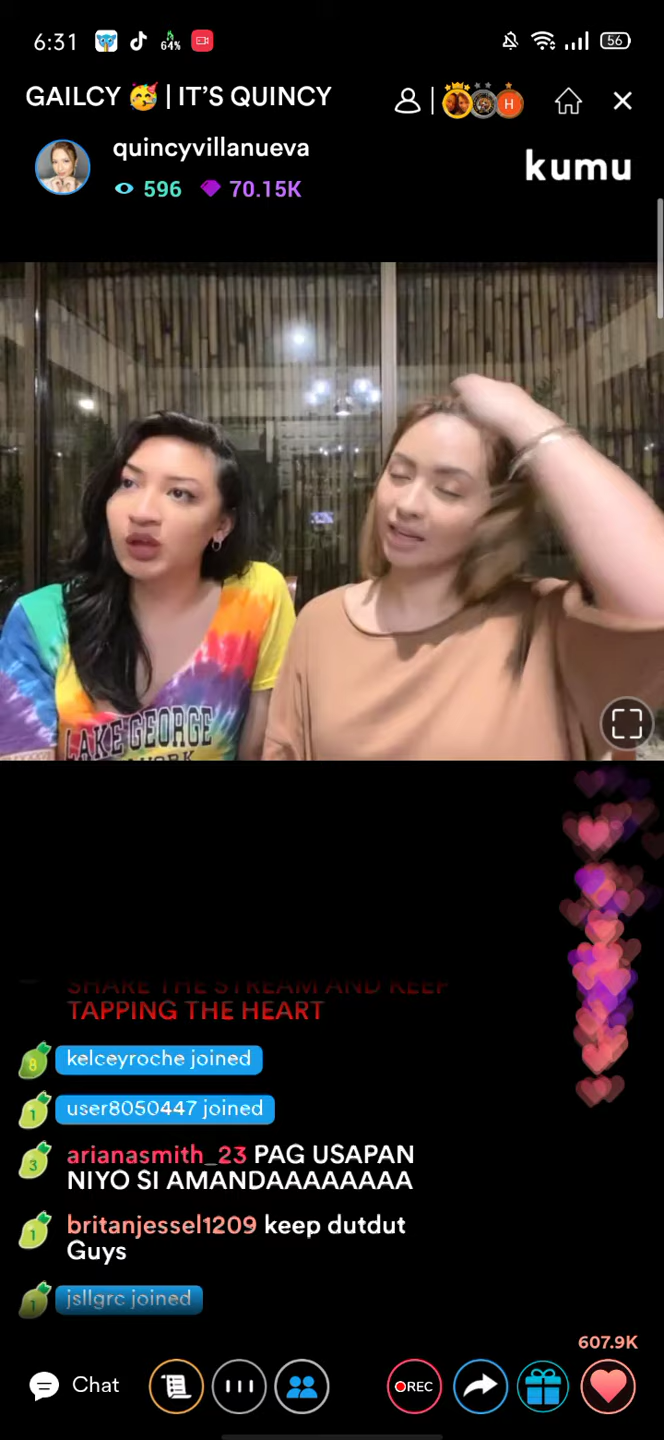 6:31
64%
56
GAILCY 🥳 | IT'S QUINCY
H
quincyvillanueva
596 70.15K
kumu
LAKE GEORGE
SHARE THE STREAM AND KEEP
TAPPING THE HEART
8 kelceyroche joined
1 user8050447 joined
3 arianasmith_23 PAG USAPAN
NIYO SI AMANDAAAAAAAA
1 britanjessel1209 keep dutdut
Guys
1 jsllgrc joined
607.9K
Chat
REC